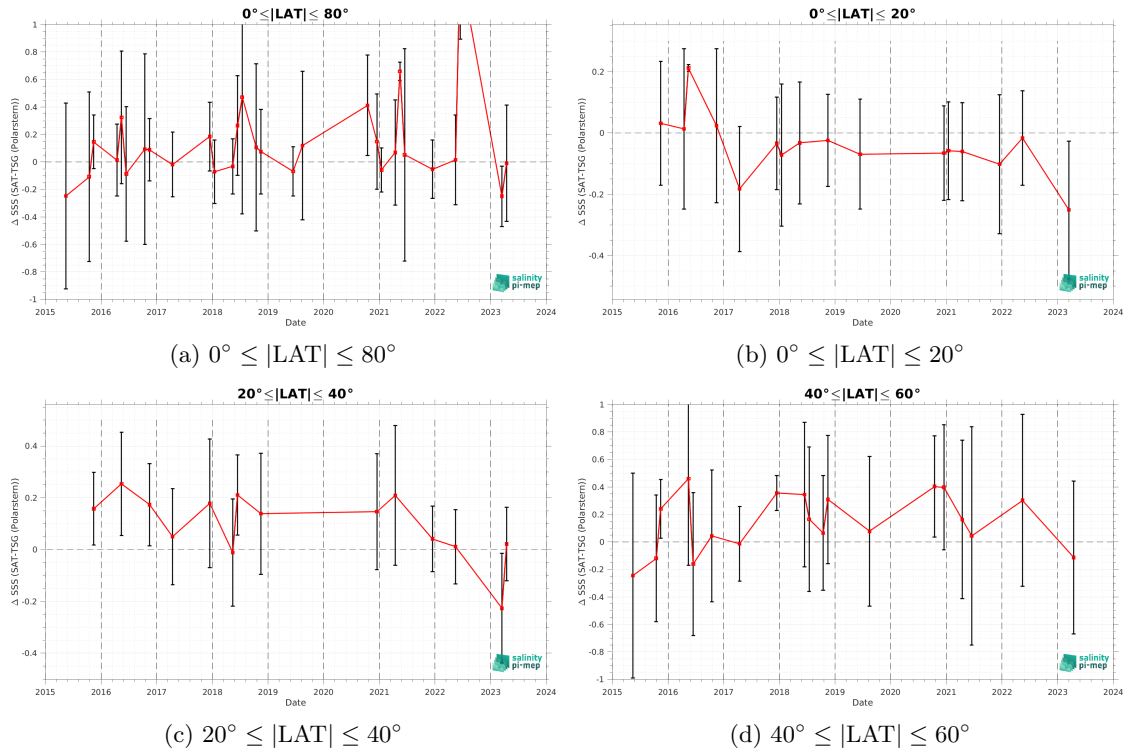 0°≤|LAT|≤ 80°
1
0.8
0.6
0.4
0.2
0
-0.2
-0.4
-0.6
-0.8
-1
Δ SSS (SAT-TSG (Polarstern))
2015 2016 2017 2018 2019 2020 2021 2022 2023 2024
Date
salinity
pi-mep
(a) 0° ≤ |LAT| ≤ 80°
0°≤|LAT|≤ 20°
0.2
0
-0.2
-0.4
Δ SSS (SAT-TSG (Polarstern))
2015 2016 2017 2018 2019 2020 2021 2022 2023 2024
Date
salinity
pi-mep
(b) 0° ≤ |LAT| ≤ 20°
20°≤|LAT|≤ 40°
0.4
0.2
0
-0.2
-0.4
Δ SSS (SAT-TSG (Polarstern))
2015 2016 2017 2018 2019 2020 2021 2022 2023 2024
Date
salinity
pi-mep
(c) 20° ≤ |LAT| ≤ 40°
40°≤|LAT|≤ 60°
1
0.8
0.6
0.4
0.2
0
-0.2
-0.4
-0.6
-0.8
-1
Δ SSS (SAT-TSG (Polarstern))
2015 2016 2017 2018 2019 2020 2021 2022 2023 2024
Date
salinity
pi-mep
(d) 40° ≤ |LAT| ≤ 60°